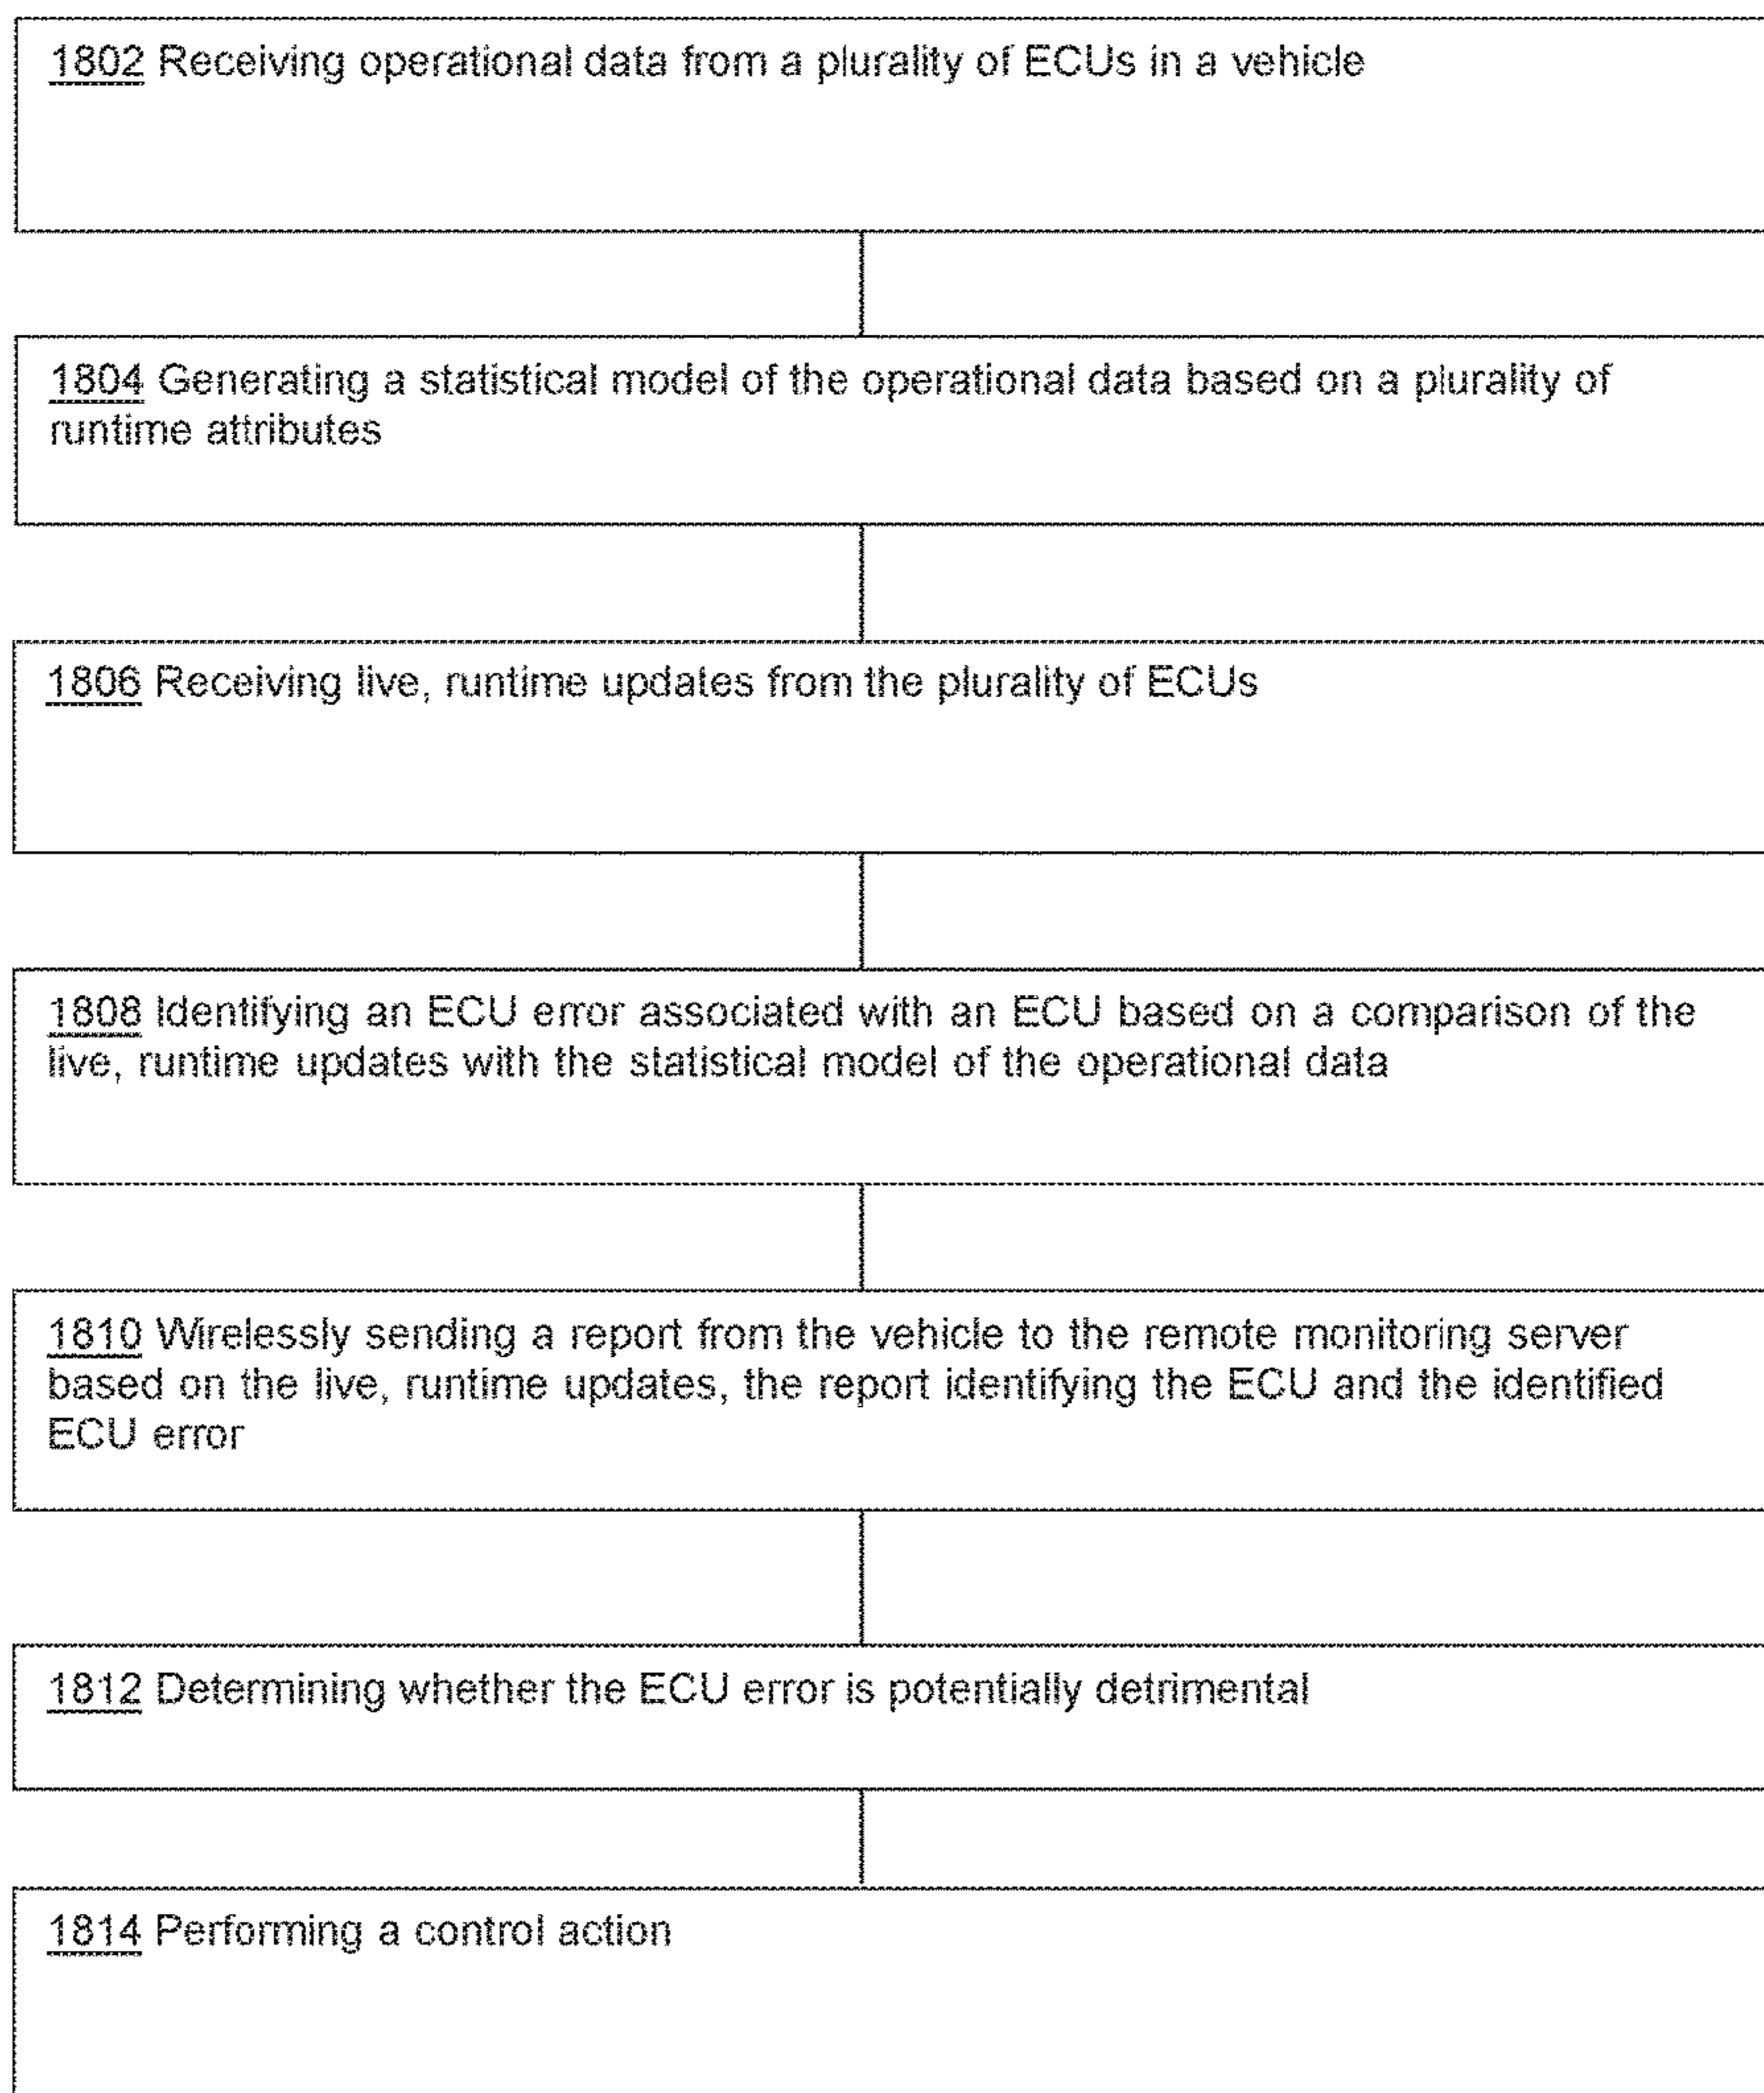 1802 Receiving operational data from a plurality of ECUs in a vehicle
1804 Generating a statistical model of the operational data based on a plurality of
runtime attributes
1806 Receiving live, runtime updates from the plurality of ECUs
1808 Identifying an ECU error associated with an ECU based on a comparison of the
live, runtime updates with the statistical model of the operational data
1810 Wirelessly sending a report from the vehicle to the remote monitoring server
based on the live, runtime updates, the report identifying the ECU and the identified
ECU error
1812 Determining whether the ECU error is potentially detrimental
1814 Performing a control action